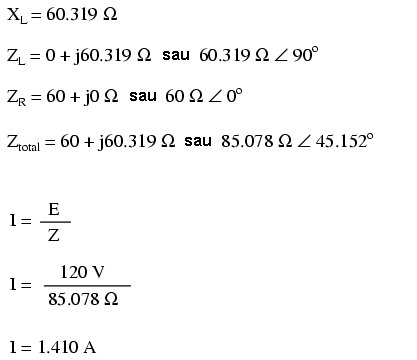 X_L = 60.319 Ω
Z_L = 0 + j60.319 Ω sau 60.319 Ω ∠ 90°
Z_R = 60 + j0 Ω sau 60 Ω ∠ 0°
Z_total = 60 + j60.319 Ω sau 85.078 Ω ∠ 45.152°
I = E / Z
I = 120 V / 85.078 Ω
I = 1.410 A